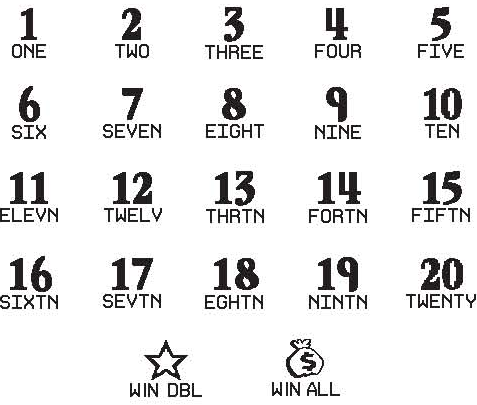 1 2 3 4 5
ONE TWO THREE FOUR FIVE
6 7 8 9 10
SIX SEVEN EIGHT NINE TEN
11 12 13 14 15
ELEVN TWELV THRTN FORTN FIFTN
16 17 18 19 20
SIXTN SEVTN EGHTN NINTN TWENTY
$
WIN DBL WIN ALL